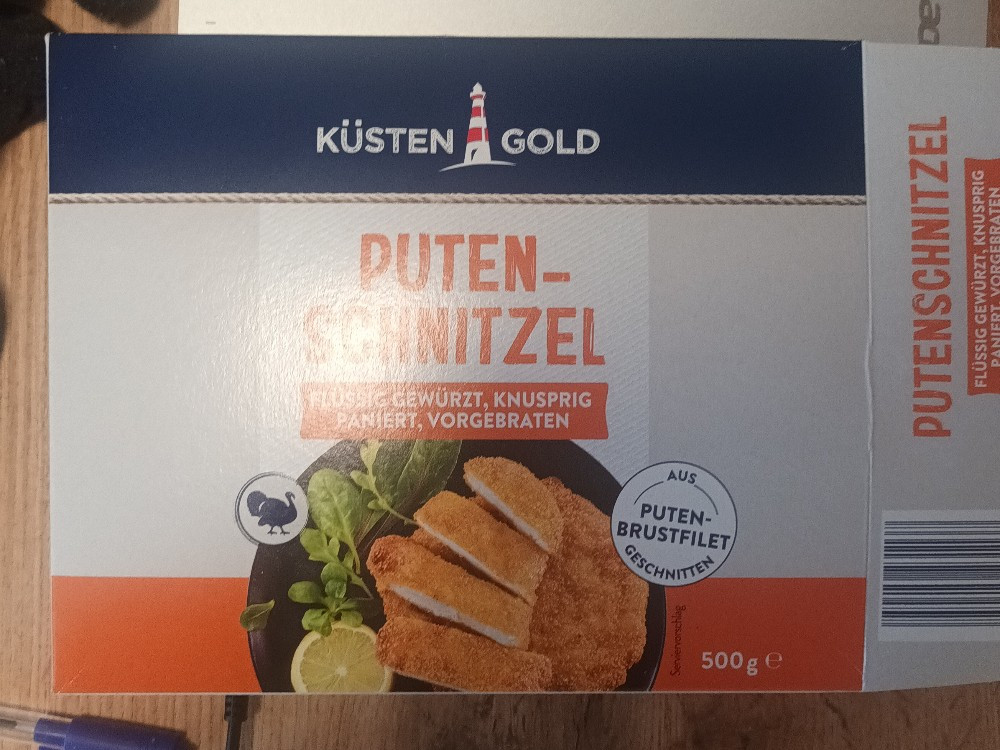 KÜSTEN GOLD
PUTEN-
SCHNITZEL
FLÜSSIG GEWÜRZT, KNUSPRIG
PANIERT, VORGEBRATEN
AUS
PUTEN-
BRUSTFILET
GESCHNITTEN
Serviervorschlag
500g e
PUTENSCHNITZEL
FLÜSSIG GEWÜRZT, KNUSPRIG
PANIERT, VORGEBRATEN